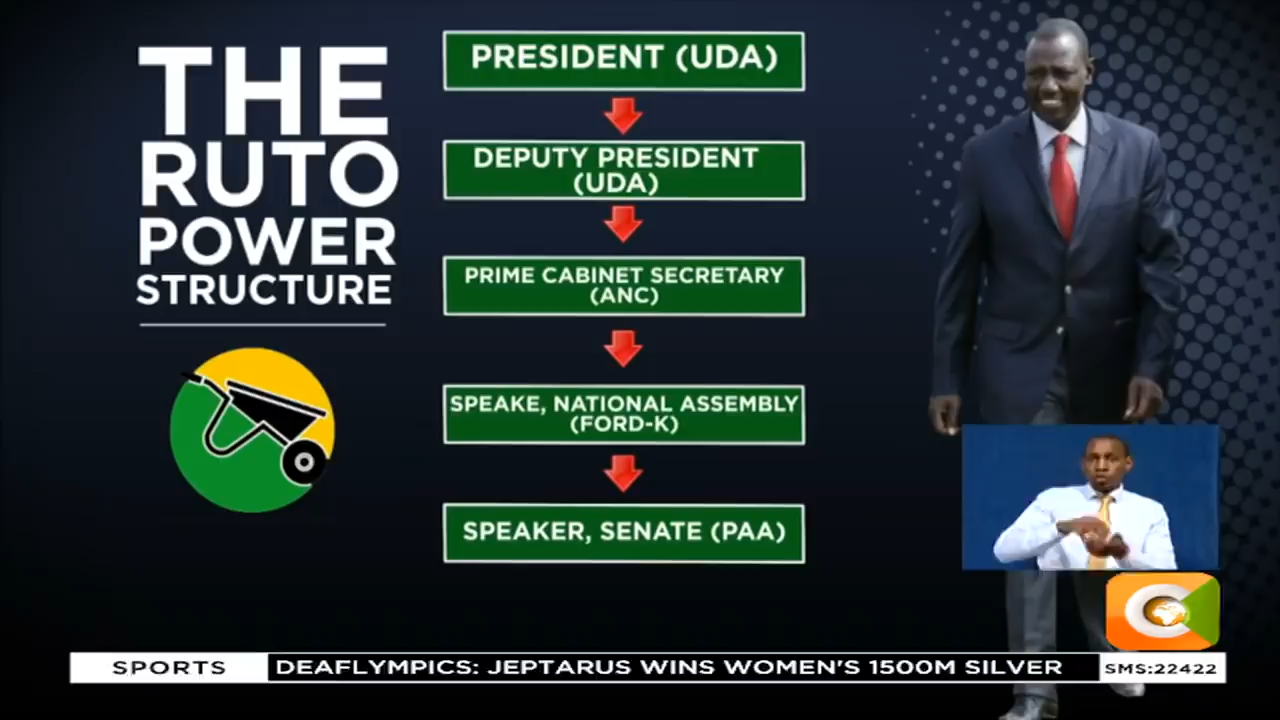 THE
RUTO
POWER
STRUCTURE
PRESIDENT (UDA)
DEPUTY PRESIDENT
(UDA)
PRIME CABINET SECRETARY
(ANC)
SPEAKE, NATIONAL ASSEMBLY
(FORD-K)
SPEAKER, SENATE (PAA)
SPORTS
DEAFLYMPICS: JEPTARUS WINS WOMEN'S 1500M SILVER
SMS:22422